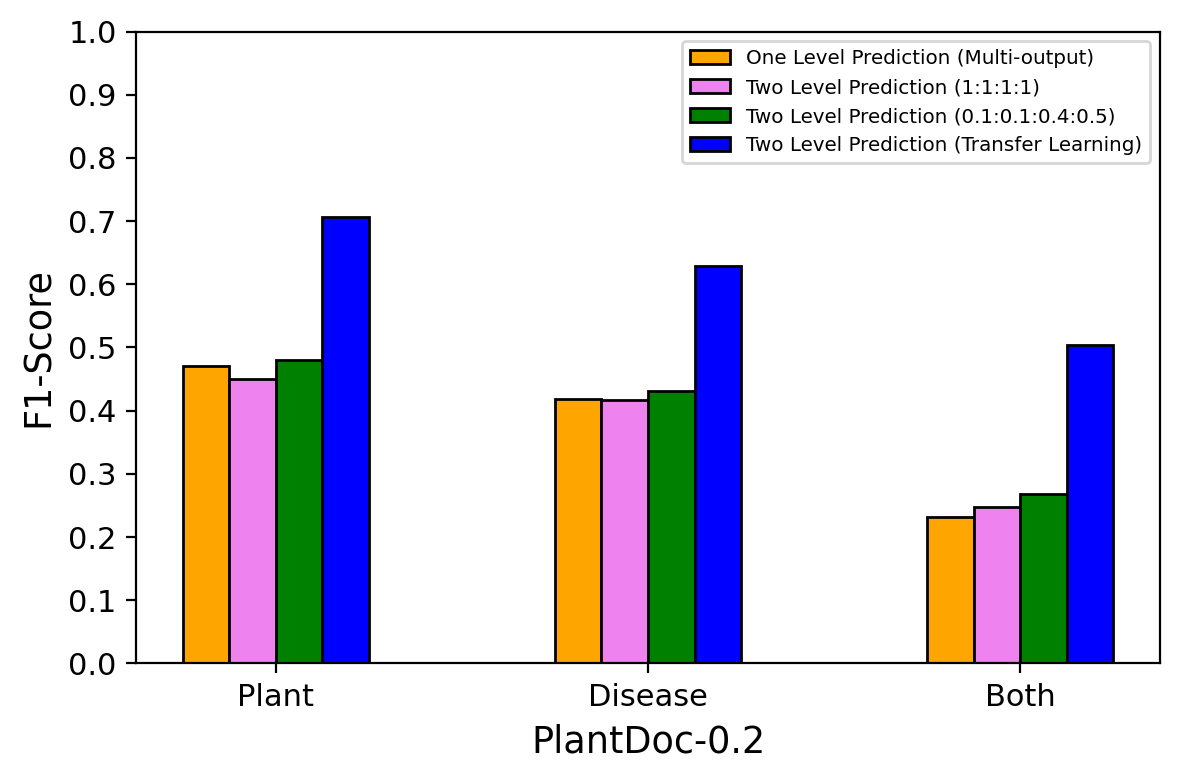 1.0
0.9
0.8
0.7
0.6
0.5
0.4
0.3
0.2
0.1
0.0
F1-Score
One Level Prediction (Multi-output)
Two Level Prediction (1:1:1:1)
Two Level Prediction (0.1:0.1:0.4:0.5)
Two Level Prediction (Transfer Learning)
Plant Disease Both
PlantDoc-0.2